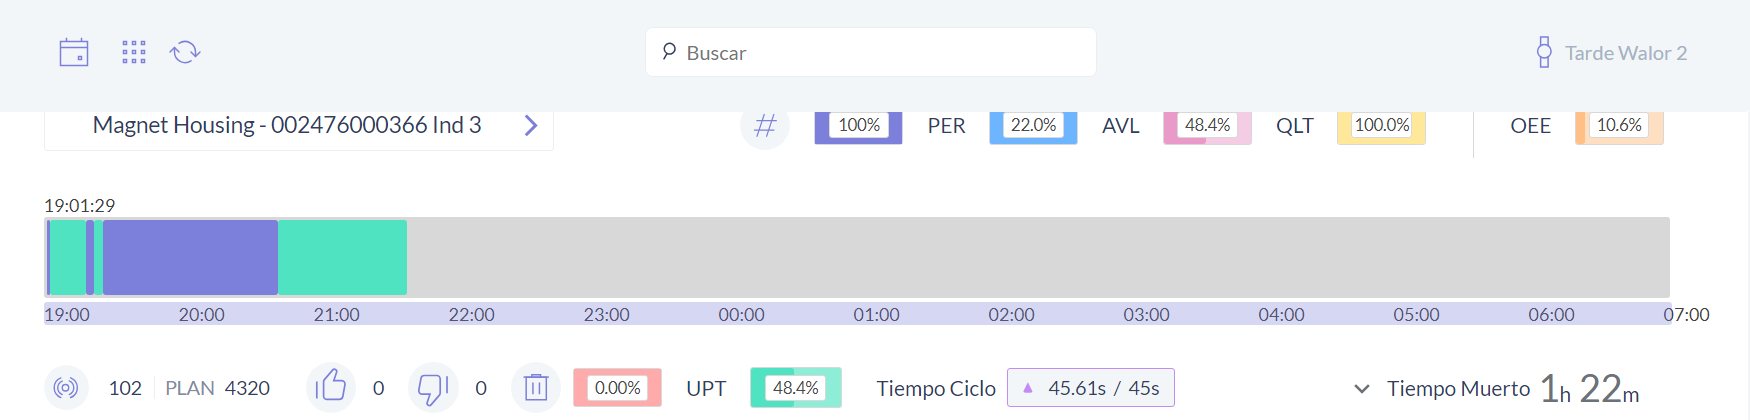 Buscar
Tarde Walor 2
Magnet Housing - 002476000366 Ind 3
# 100% PER 22.0% AVL 48.4% QLT 100.0% OEE 10.6%
19:01:29
19:00 20:00 21:00 22:00 23:00 00:00 01:00 02:00 03:00 04:00 05:00 06:00 07:00
102 PLAN 4320 0 0 0.00% UPT 48.4% Tiempo Ciclo 45.61s / 45s Tiempo Muerto 1h 22m